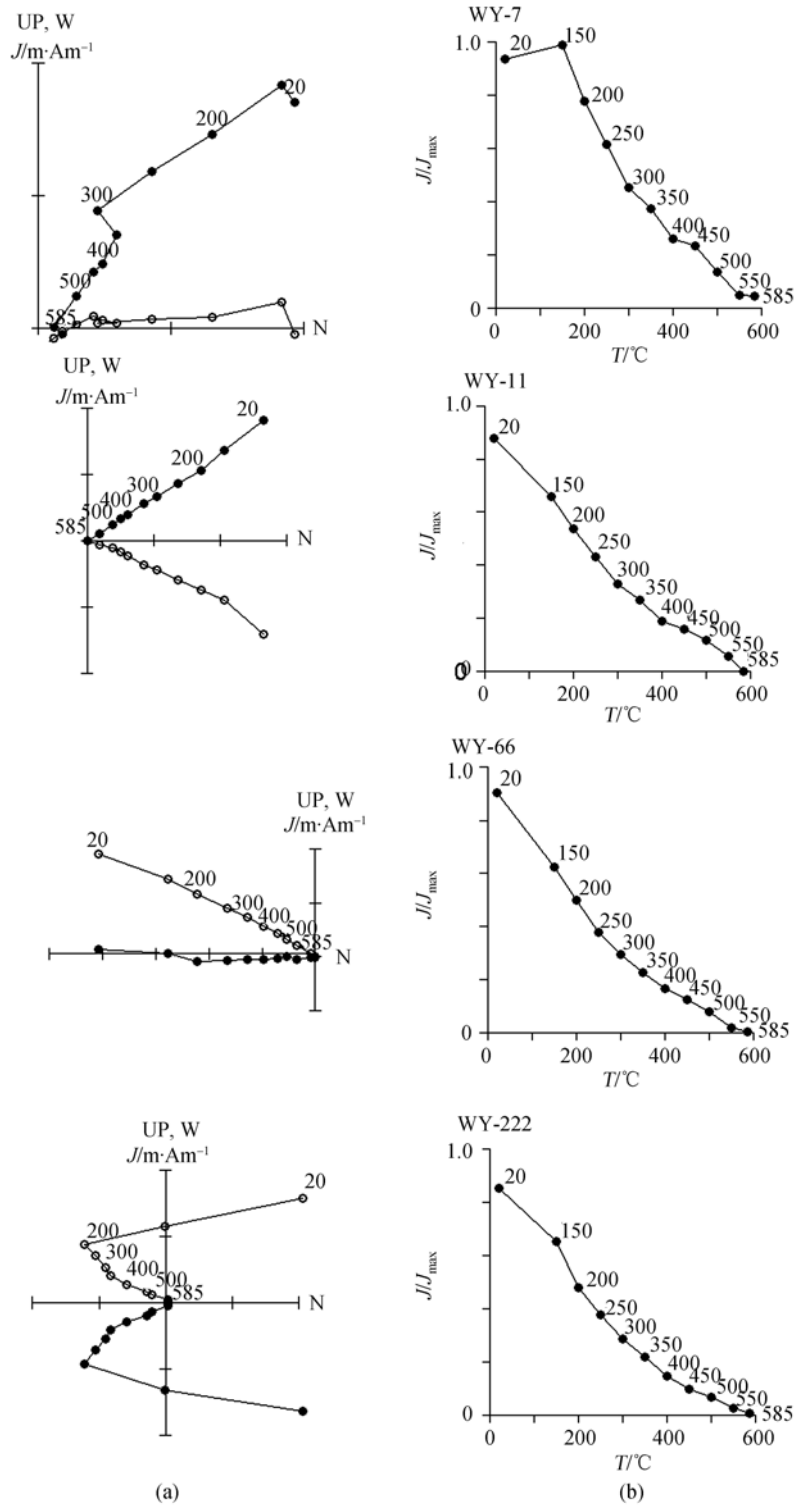 UP, W
J/m·Am⁻¹
20
200
300
400
500
585
N
WY-7
1.0
20
150
200
250
300
350
400
450
500
550
585
J/Jmax
0
200 400 600
T/℃
UP, W
J/m·Am⁻¹
20
200
300
400
500
585
N
WY-11
1.0
20
150
200
250
300
350
400
450
500
550
585
J/Jmax
0
0
200 400 600
T/℃
UP, W
J/m·Am⁻¹
20
200
300
400
500
585
N
WY-66
1.0
20
150
200
250
300
350
400
450
500
550
585
J/Jmax
0
0 200 400 600
T/℃
UP, W
J/m·Am⁻¹
20
200
300
400
500
585
N
WY-222
1.0
20
150
200
250
300
350
400
450
500
550
585
J/Jmax
0
0 200 400 600
T/℃
(a) (b)